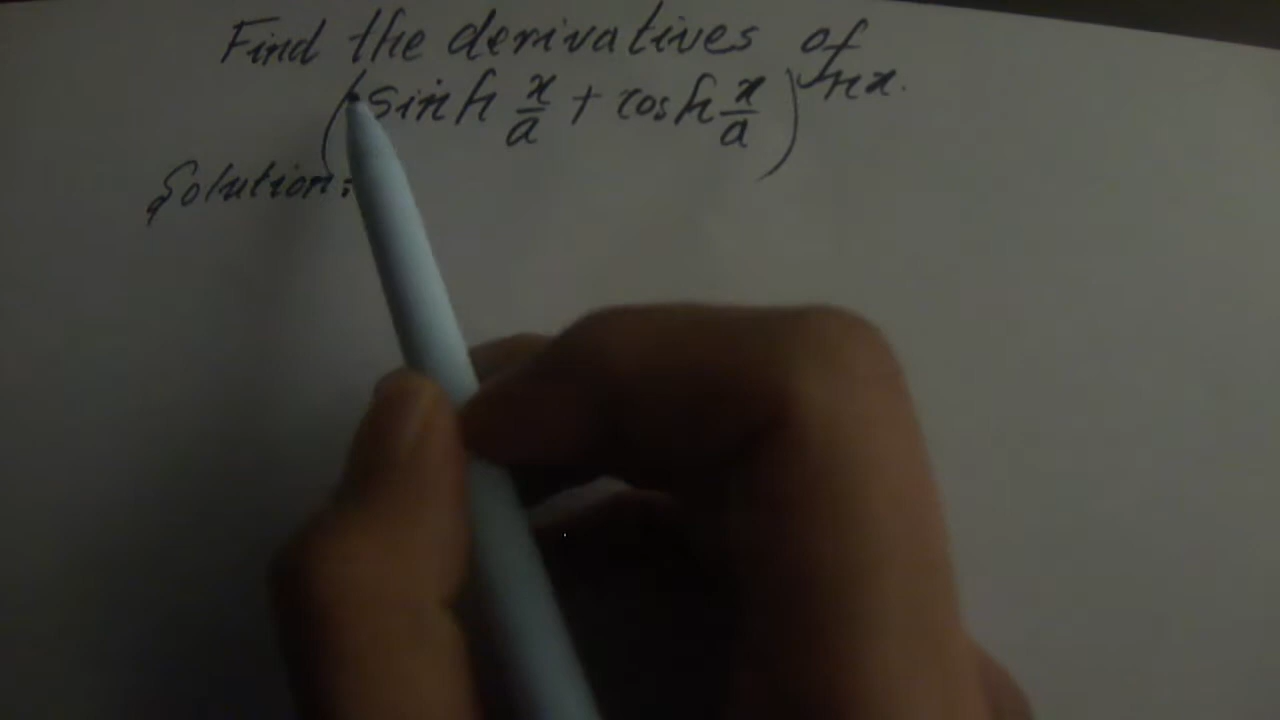 Find the derivatives of
(sinh x/a + cosh x/a)^nx.
Solution: